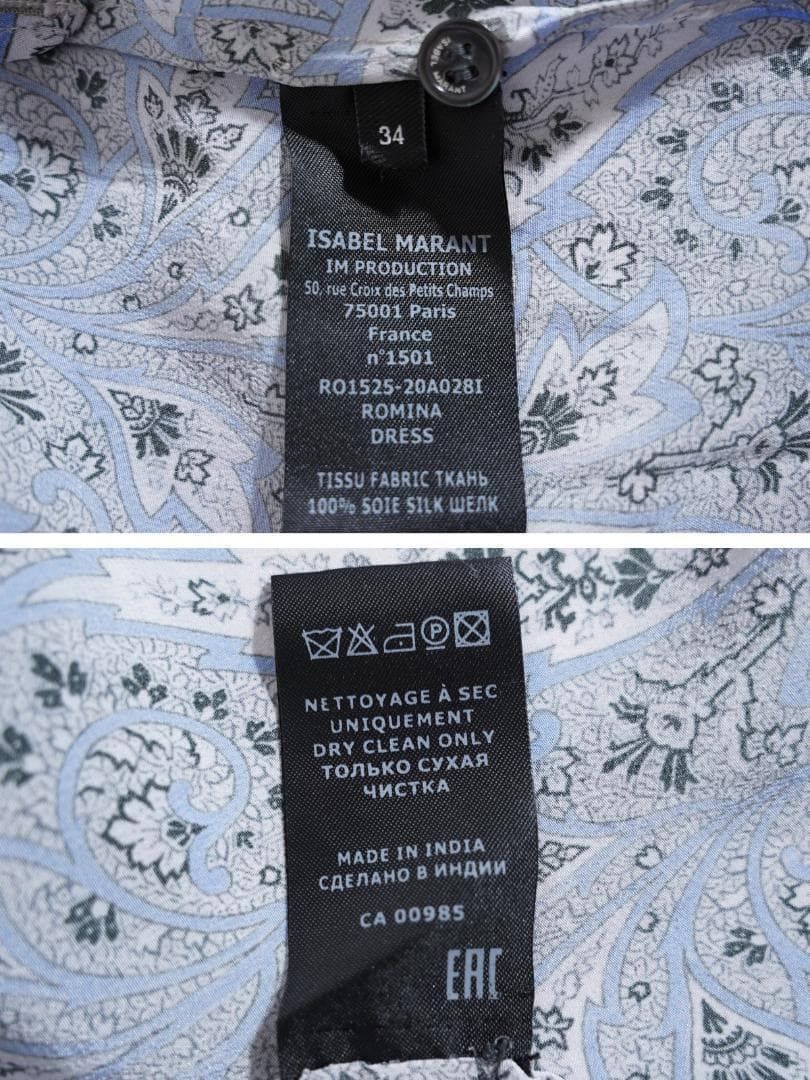 34
ISABEL MARANT
IM PRODUCTION
50, rue Croix des Petits Champs
75001 Paris
France
n°1501
RO1525-20A028I
ROMINA
DRESS
TISSU FABRIC ТКАНЬ
100% SOIE SILK ШЕЛК
P
NETTOYAGE À SEC
UNIQUEMENT
DRY CLEAN ONLY
ТОЛЬКО СУХАЯ
ЧИСТКА
MADE IN INDIA
СДЕЛАНО В ИНДИИ
CA 00985
EAC